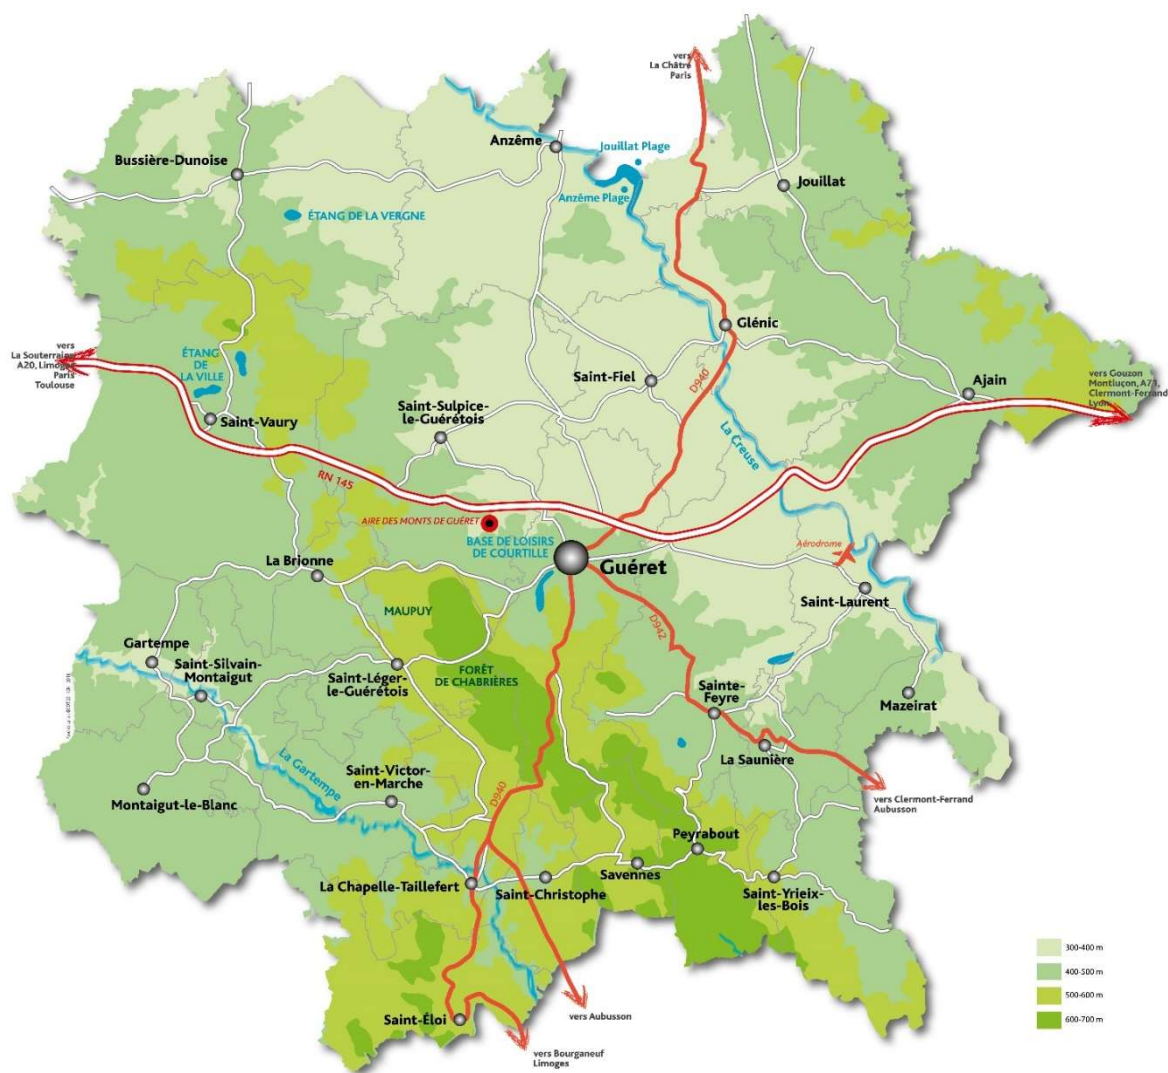 vers
La Châtre
Paris
Anzême
Jouillat Plage
Bussière-Dunoise
Jouillat
Anzême Plage
ÉTANG DE LA VERGNE
Glénic
vers
La Souterraine
A20, Limoges
Paris
Toulouse
ÉTANG
DE
LA VILLE
Saint-Fiel
D940
Ajain
vers Gouzon
Montluçon, A71,
Clermont-Ferrand
Lyon
Saint-Sulpice-
le-Guérétois
Saint-Vaury
La Creuse
RN 145
AIRE DES MONTS DE GUÉRET
BASE DE LOISIRS
DE COURTILLE
Aérodrome
La Brionne
Guéret
Saint-Laurent
MAUPUY
D942
Gartempe
Saint-Silvain-
Montaigut
Saint-Léger-
le-Guérétois
FORÊT
DE CHABRIÈRES
Sainte-
Feyre
Mazeirat
La Gartempe
La Saunière
Saint-Victor-
en-Marche
Montaigut-le-Blanc
D940
vers Clermont-Ferrand
Aubusson
Peyrabout
La Chapelle-Taillefert
Saint-Christophe
Savennes
Saint-Yrieix-
les-Bois
300-400 m
400-500 m
500-600 m
600-700 m
Saint-Éloi
vers Aubusson
vers Bourganeuf
Limoges